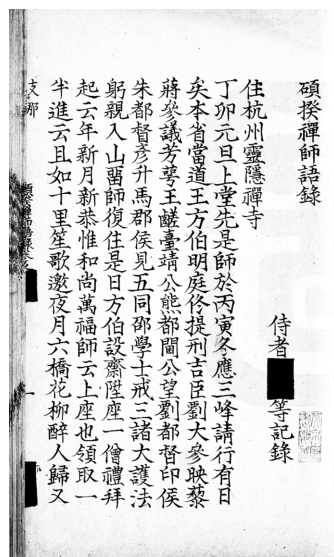 碩揆禪師語錄
侍者 等記錄
住杭州靈隱禪寺
丁卯元旦上堂先是師於丙寅冬應三峰請行有日
矣本省當道王方伯明庭佟提刑吉臣劉大參映藜
蔣參議芳萼王鹺臺靖公熊都閫公望劉都督印侯
朱都督彥升馬郡侯見五同邵學士戒三諸大護法
躬親入山留師復住是日方伯設齋陞座一僧禮拜
起云年新月新恭惟和尚萬福師云上座也領取一
半進云且如十里笙歌邀夜月六橋花柳醉人歸又
支那